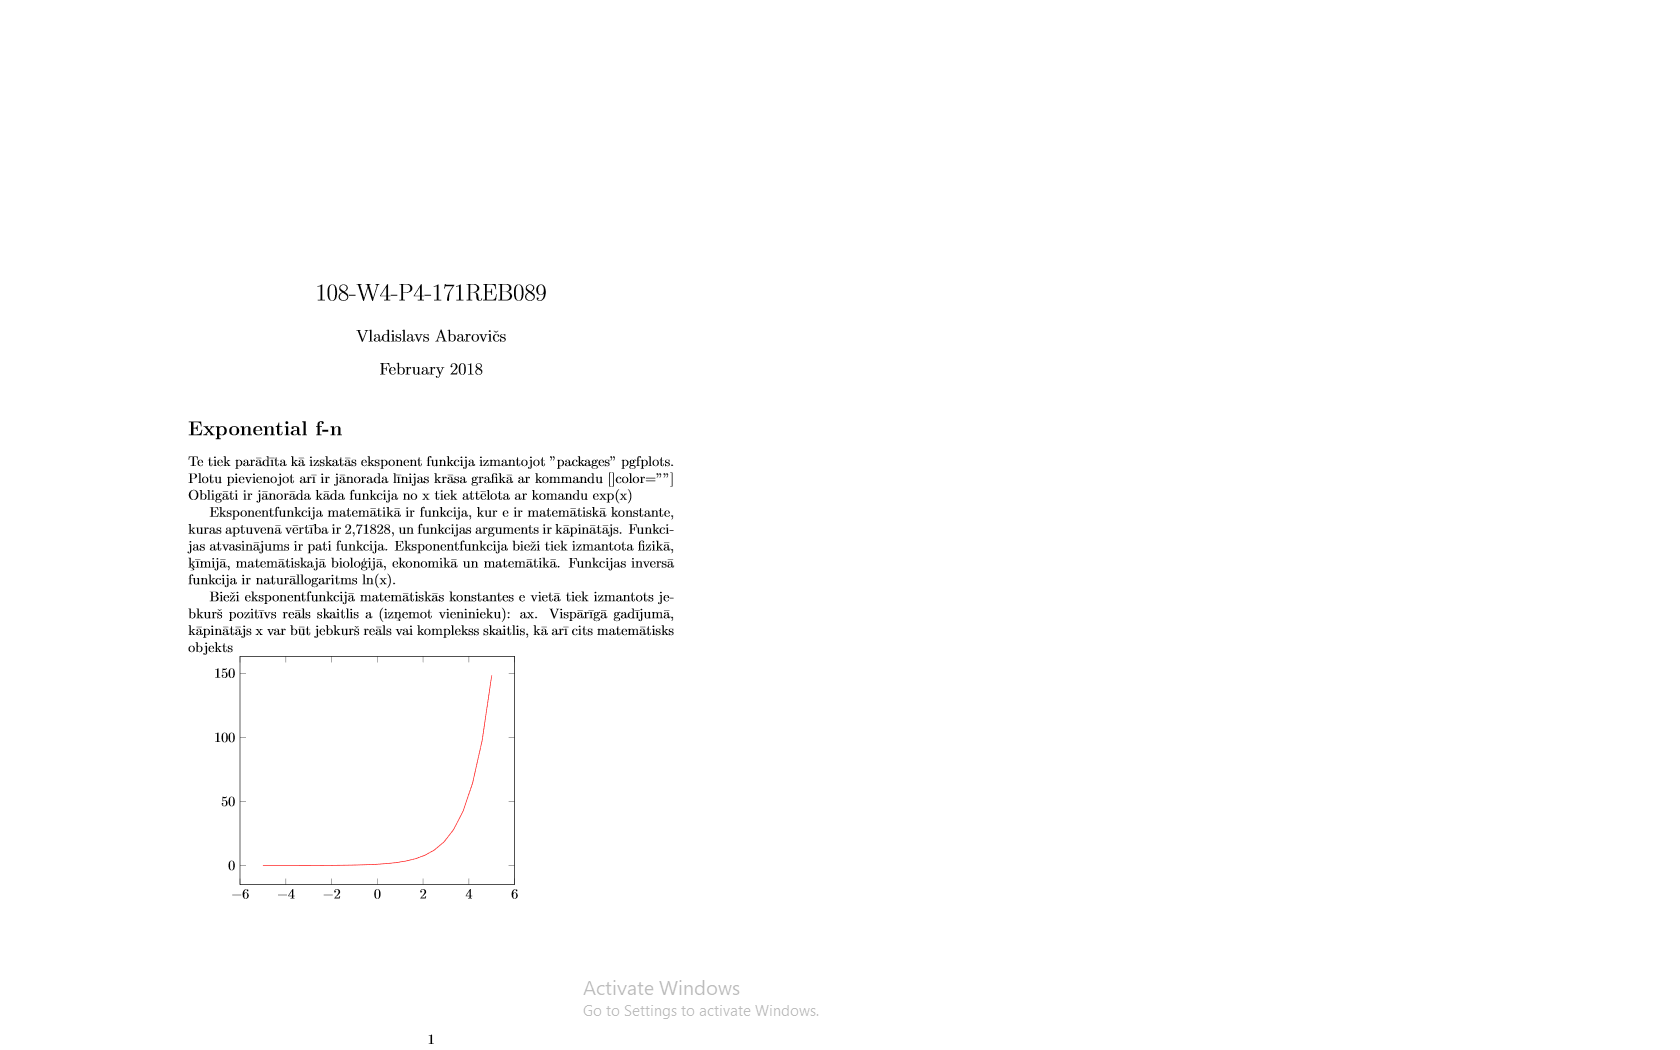 108-W4-P4-171REB089
Vladislavs Abarovičs
February 2018
Exponential f-n
Te tiek parādīta kā izskatās eksponent funkcija izmantojot ”packages” pgfplots.
Plotu pievienojot arī ir jānorada līnijas krāsa grafikā ar kommandu []color=””]
Obligāti ir jānorāda kāda funkcija no x tiek attēlota ar komandu exp(x)
Eksponentfunkcija matemātikā ir funkcija, kur e ir matemātiskā konstante,
kuras aptuvenā vērtība ir 2,71828, un funkcijas arguments ir kāpinātājs. Funkci-
jas atvasinājums ir pati funkcija. Eksponentfunkcija bieži tiek izmantota fizikā,
ķīmijā, matemātiskajā bioloģijā, ekonomikā un matemātikā. Funkcijas inversā
funkcija ir naturāllogaritms ln(x).
Bieži eksponentfunkcijā matemātiskās konstantes e vietā tiek izmantots je-
bkurš pozitīvs reāls skaitlis a (izņemot vieninieku): ax. Vispārīgā gadījumā,
kāpinātājs x var būt jebkurš reāls vai komplekss skaitlis, kā arī cits matemātisks
objekts
150
100
50
0
−6 −4 −2 0 2 4 6
Activate Windows
Go to Settings to activate Windows.
1